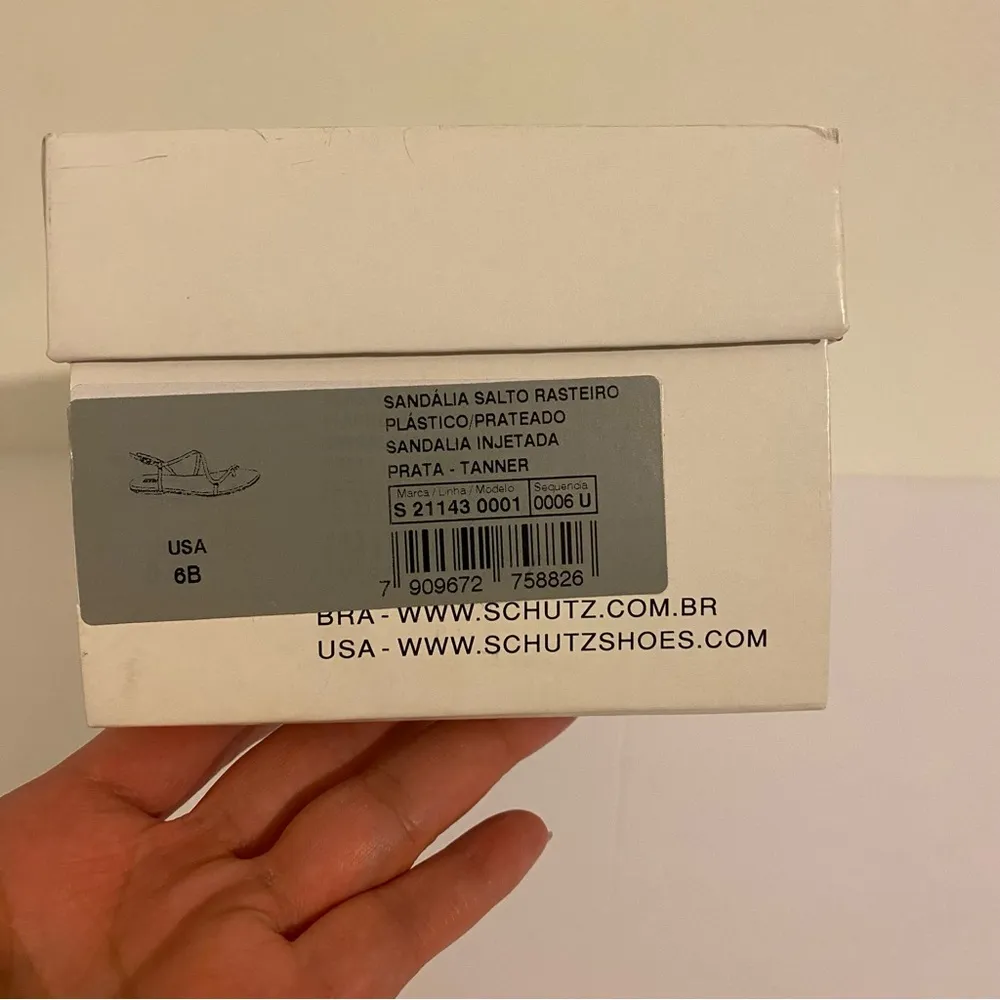 SANDÁLIA SALTO RASTEIRO
PLÁSTICO/PRATEADO
SANDALIA INJETADA
PRATA - TANNER
Marca / Linha / Modelo Sequencia
S 21143 0001 0006 U
USA
6B
7 909672 758826
BRA - WWW.SCHUTZ.COM.BR
USA - WWW.SCHUTZSHOES.COM